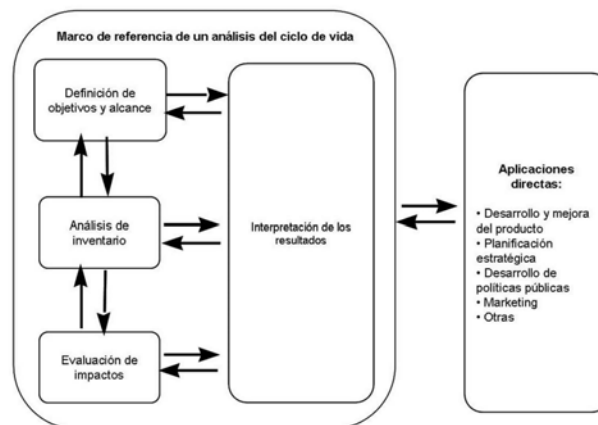 Marco de referencia de un análisis del ciclo de vida
Definición de
objetivos y alcance
Análisis de
inventario
Evaluación de
impactos
Interpretación de los
resultados
Aplicaciones
directas:
• Desarrollo y mejora
del producto
• Planificación
estratégica
• Desarrollo de
políticas públicas
• Marketing
• Otras